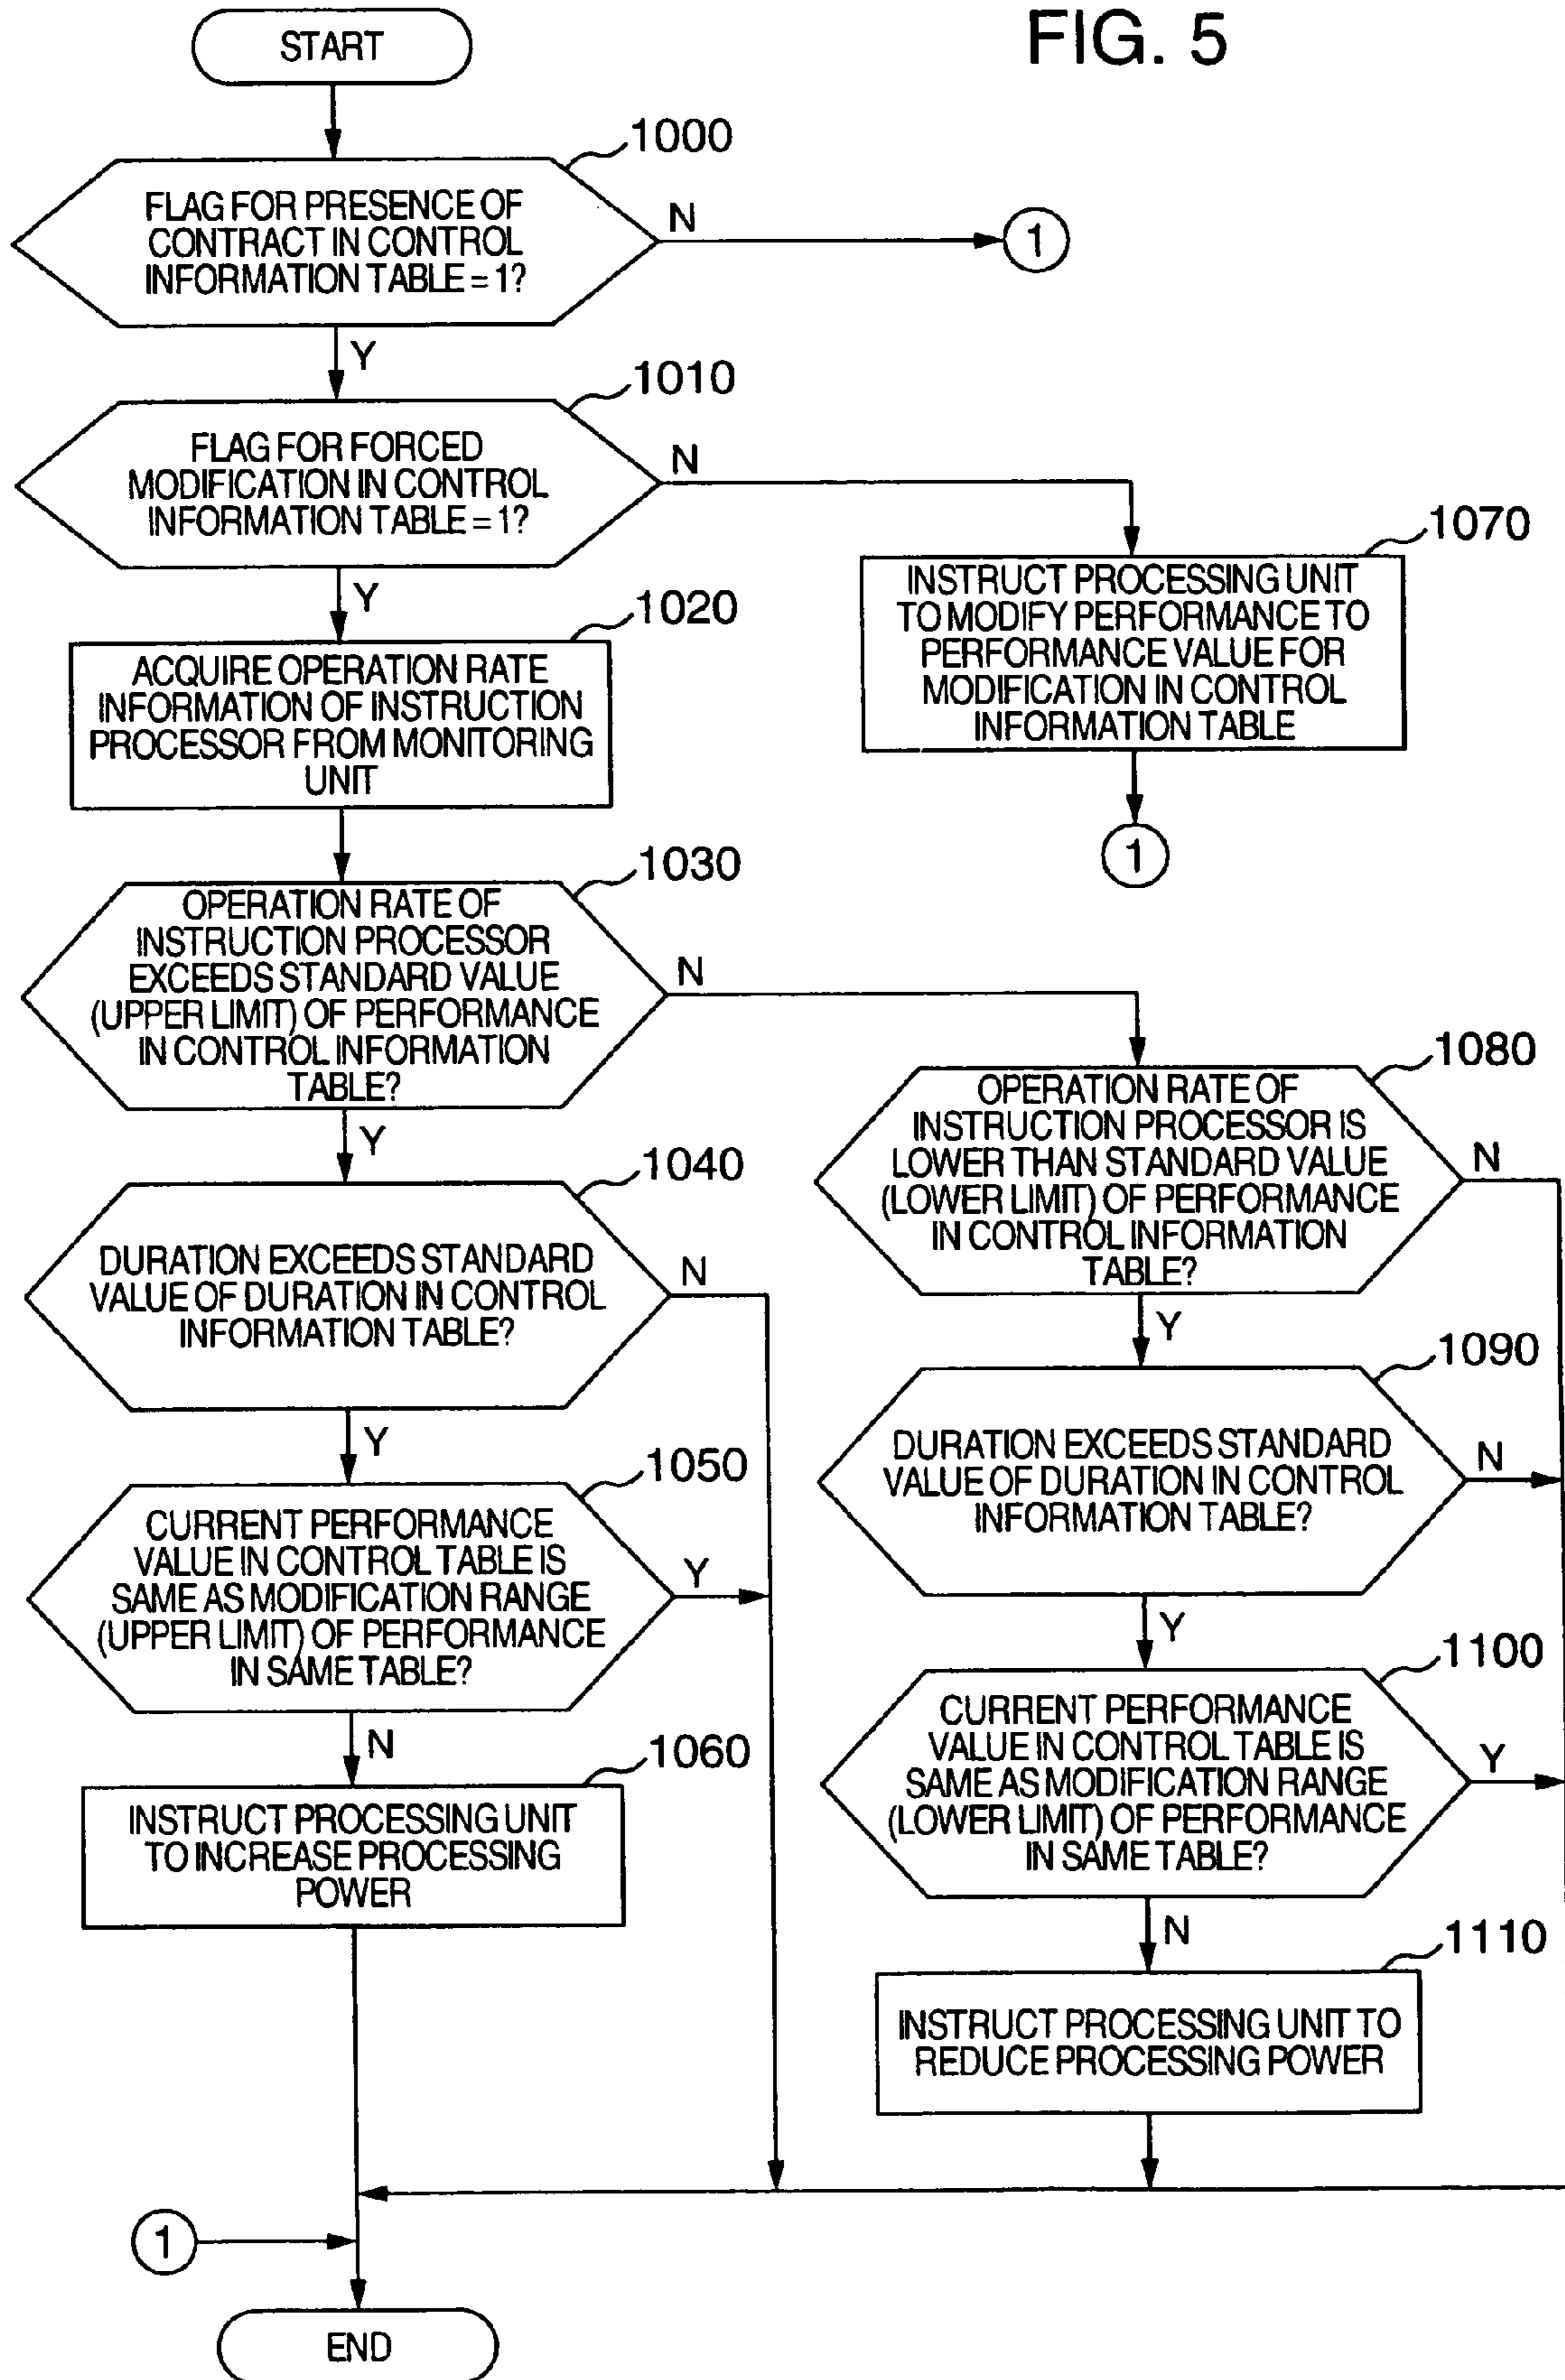 FIG. 5
START
1000
FLAG FOR PRESENCE OF
CONTRACT IN CONTROL
INFORMATION TABLE = 1?
N
1
Y
1010
FLAG FOR FORCED
MODIFICATION IN CONTROL
INFORMATION TABLE = 1?
N
Y
1070
INSTRUCT PROCESSING UNIT
TO MODIFY PERFORMANCE TO
PERFORMANCE VALUE FOR
MODIFICATION IN CONTROL
INFORMATION TABLE
1
1020
ACQUIRE OPERATION RATE
INFORMATION OF INSTRUCTION
PROCESSOR FROM MONITORING
UNIT
1030
OPERATION RATE OF
INSTRUCTION PROCESSOR
EXCEEDS STANDARD VALUE
(UPPER LIMIT) OF PERFORMANCE
IN CONTROL INFORMATION
TABLE?
N
Y
1040
DURATION EXCEEDS STANDARD
VALUE OF DURATION IN CONTROL
INFORMATION TABLE?
N
Y
1050
CURRENT PERFORMANCE
VALUE IN CONTROL TABLE IS
SAME AS MODIFICATION RANGE
(UPPER LIMIT) OF PERFORMANCE
IN SAME TABLE?
Y
N
1060
INSTRUCT PROCESSING UNIT
TO INCREASE PROCESSING
POWER
1080
OPERATION RATE OF
INSTRUCTION PROCESSOR IS
LOWER THAN STANDARD VALUE
(LOWER LIMIT) OF PERFORMANCE
IN CONTROL INFORMATION
TABLE?
N
Y
1090
DURATION EXCEEDS STANDARD
VALUE OF DURATION IN CONTROL
INFORMATION TABLE?
N
Y
1100
CURRENT PERFORMANCE
VALUE IN CONTROL TABLE IS
SAME AS MODIFICATION RANGE
(LOWER LIMIT) OF PERFORMANCE
IN SAME TABLE?
Y
N
1110
INSTRUCT PROCESSING UNIT TO
REDUCE PROCESSING POWER
1
END